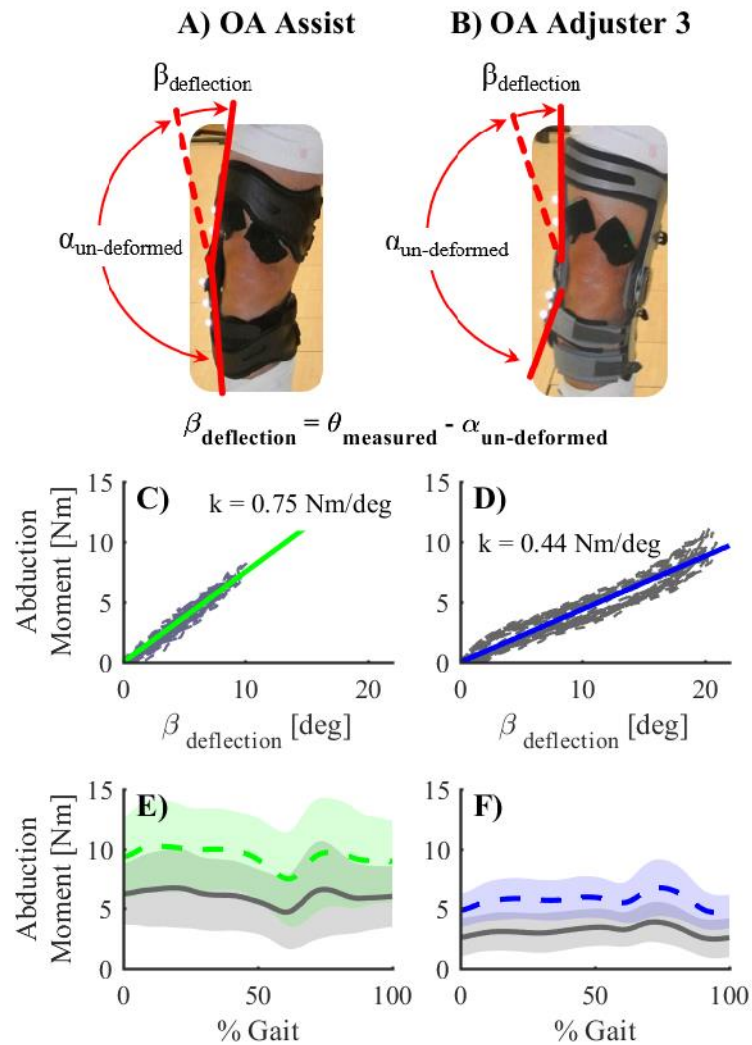 A) OA Assist
B) OA Adjuster 3
βdeflection
βdeflection
αun-deformed
αun-deformed
βdeflection = θmeasured - αun-deformed
C)
k = 0.75 Nm/deg
Abduction
Moment [Nm]
15
10
5
0
0
10
20
β deflection [deg]
D)
k = 0.44 Nm/deg
15
10
5
0
0
10
20
β deflection [deg]
E)
Abduction
Moment [Nm]
15
10
5
0
0
50
100
% Gait
F)
15
10
5
0
0
50
100
% Gait